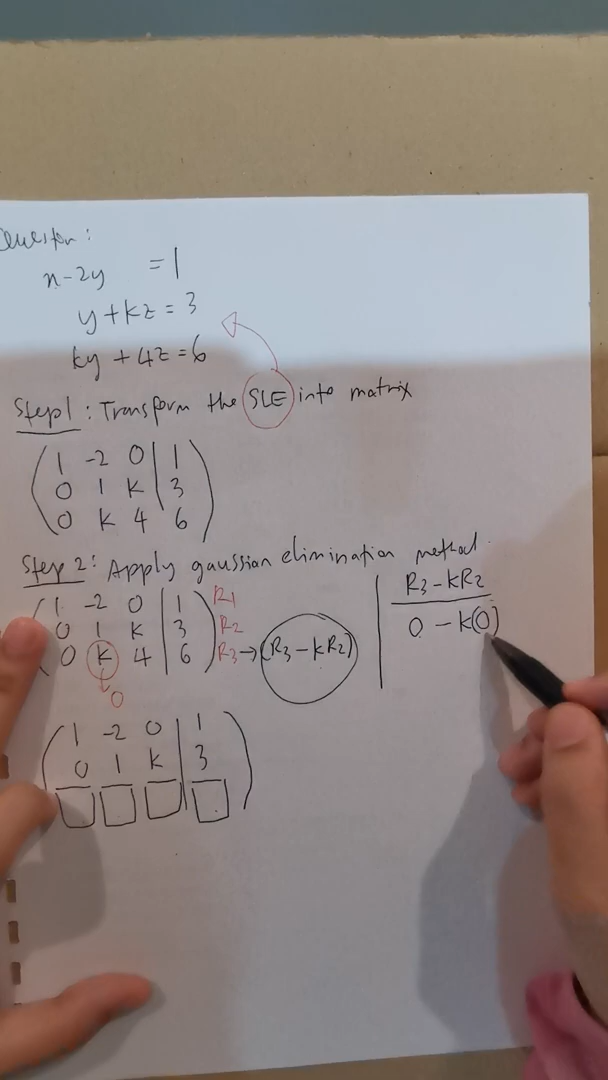 Question:
x-2y = 1
y+kz = 3
ky +4z = 6
Step 1 : Transform the SLE into matrix
1 -2 0 | 1
0 1 k | 3
0 k 4 | 6
Step 2: Apply gaussian elimination method.
1 -2 0 | 1 R1
0 1 k | 3 R2
0 k 4 | 6 R3 → (R3 - kR2)
0
R3 - kR2
0 - k(0)
1 -2 0 | 1
0 1 k | 3